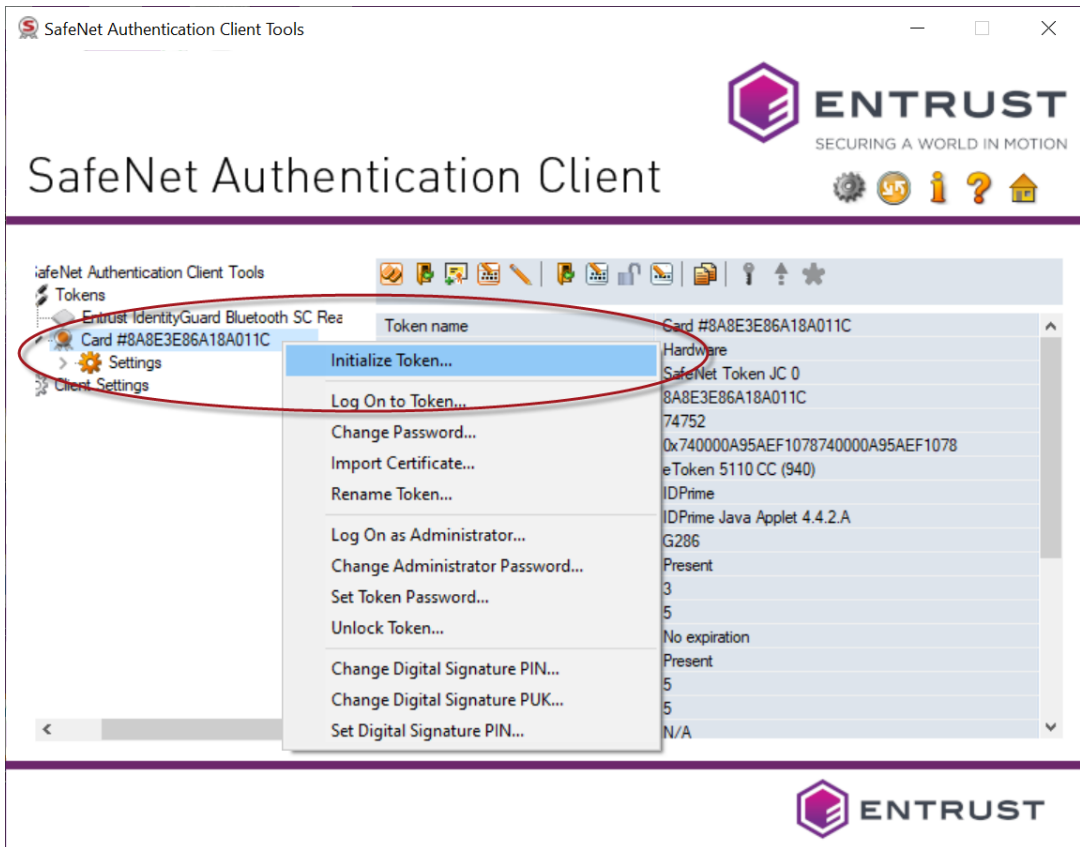 SafeNet Authentication Client Tools
ENTRUST
SECURING A WORLD IN MOTION
SafeNet Authentication Client
SafeNet Authentication Client Tools
Tokens
Entrust IdentityGuard Bluetooth SC Rea
Card #8A8E3E86A18A011C
Settings
Client Settings
Token name
Card #8A8E3E86A18A011C
Hardware
SafeNet Token JC 0
8A8E3E86A18A011C
74752
0x740000A95AEF1078740000A95AEF1078
eToken 5110 CC (940)
IDPrime
IDPrime Java Applet 4.4.2.A
G286
Present
3
5
No expiration
Present
5
5
N/A
Initialize Token...
Log On to Token...
Change Password...
Import Certificate...
Rename Token...
Log On as Administrator...
Change Administrator Password...
Set Token Password...
Unlock Token...
Change Digital Signature PIN...
Change Digital Signature PUK...
Set Digital Signature PIN...
ENTRUST